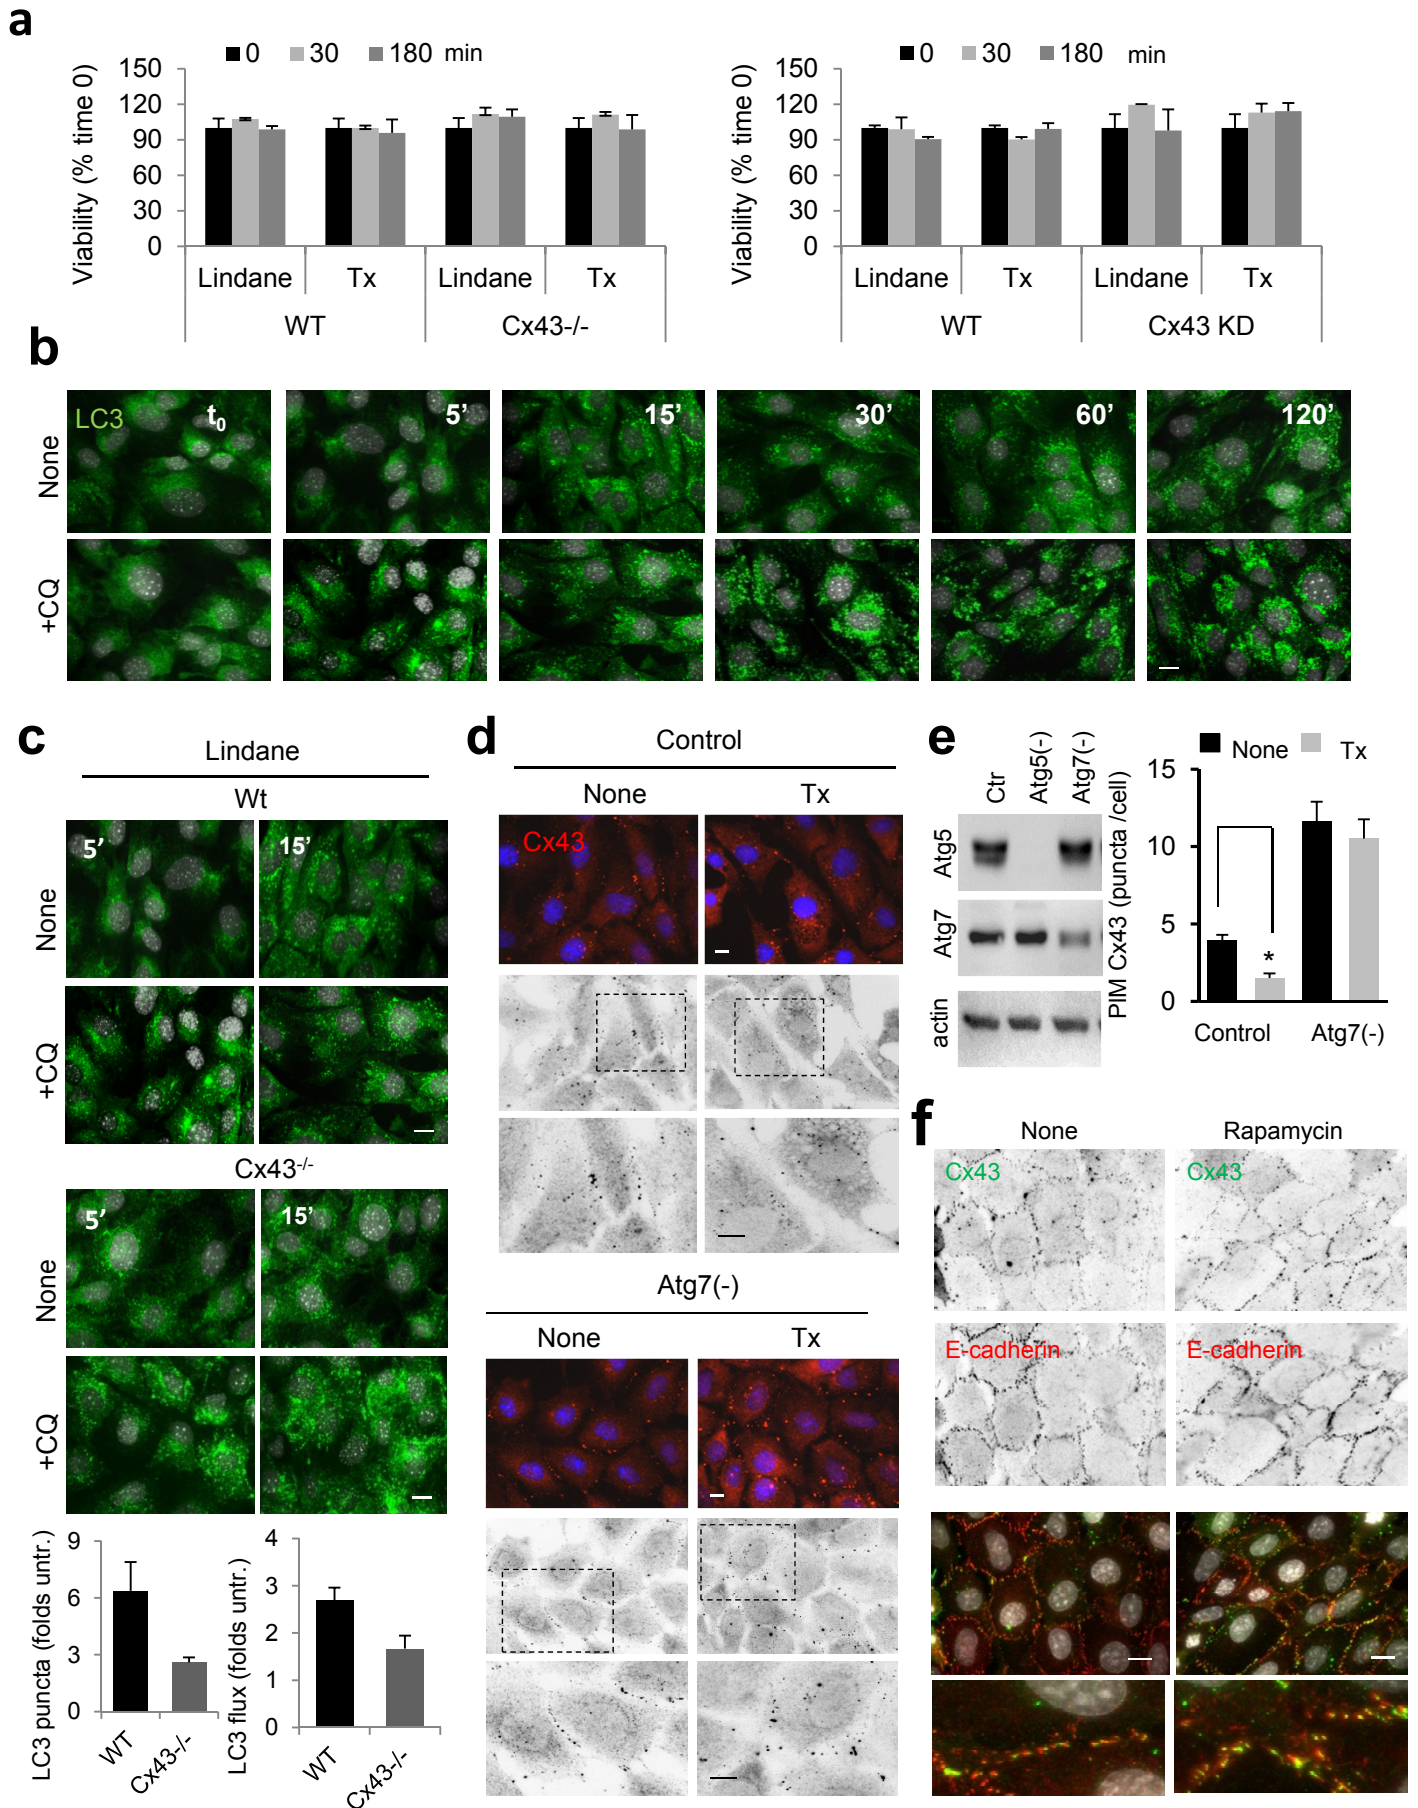 a
0 30 180 min
Viability (% time 0)
150
120
90
60
30
0
Lindane Tx Lindane Tx
WT Cx43-/-
0 30 180 min
Viability (% time 0)
150
120
90
60
30
0
Lindane Tx Lindane Tx
WT Cx43 KD
b
LC3 t0 5’ 15’ 30’ 60’ 120’
None
+CQ
c
Lindane
Wt
5’ 15’
None
+CQ
Cx43-/-
5’ 15’
None
+CQ
LC3 puncta (folds untr.)
9
6
3
0
WT Cx43-/-
LC3 flux (folds untr.)
4
3
2
1
0
WT Cx43-/-
d
Control
None Tx
Cx43
Atg7(-)
None Tx
e
Ctr Atg5(-) Atg7(-)
Atg5
Atg7
actin
None Tx
PIM Cx43 (puncta /cell)
15
10
5
0
*
Control Atg7(-)
f
None Rapamycin
Cx43 Cx43
E-cadherin E-cadherin